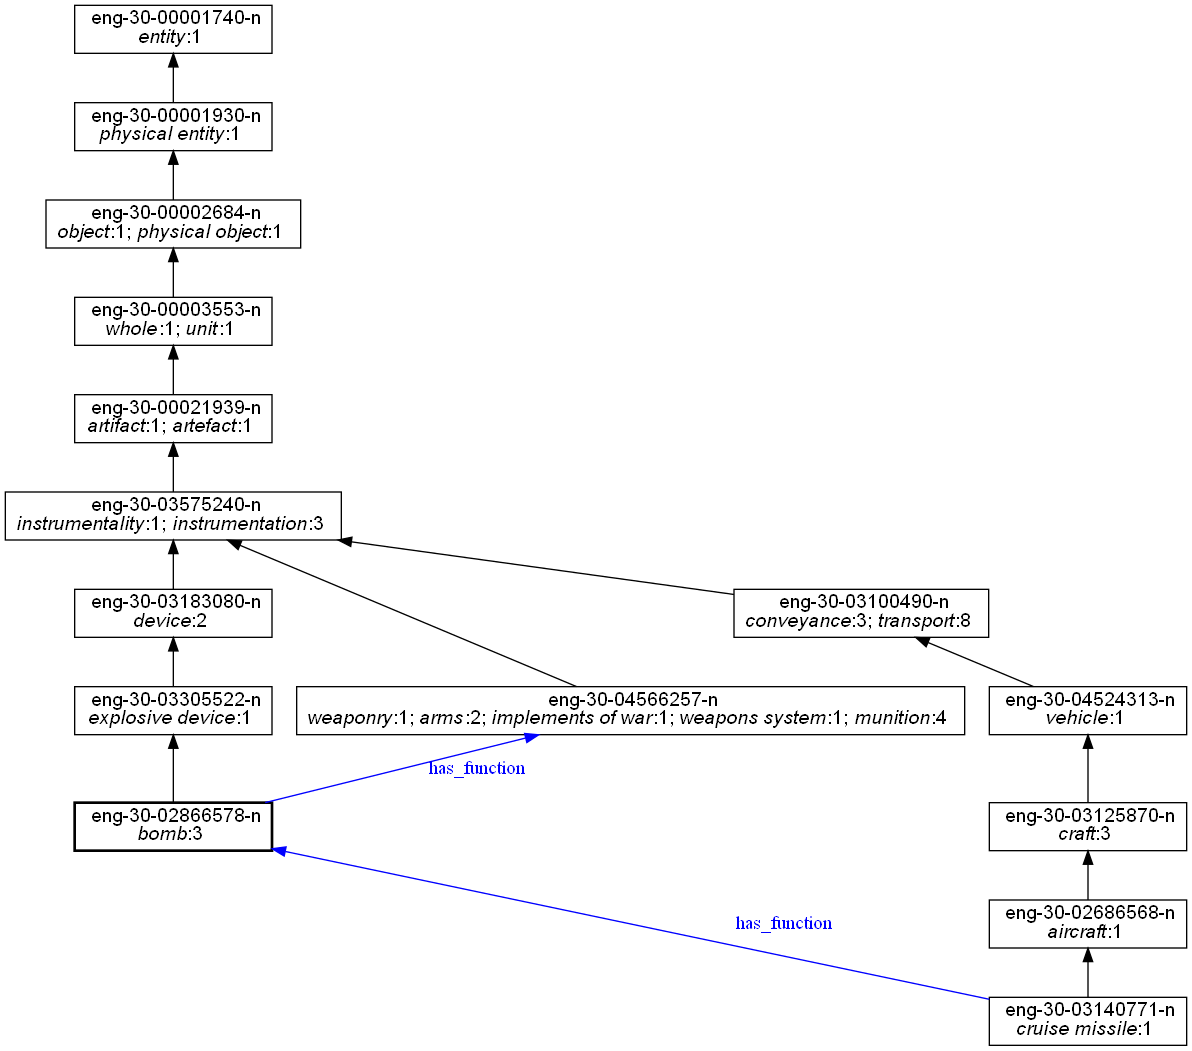 eng-30-00001740-n
entity:1
eng-30-00001930-n
physical entity:1
eng-30-00002684-n
object:1; physical object:1
eng-30-00003553-n
whole:1; unit:1
eng-30-00021939-n
artifact:1; artefact:1
eng-30-03575240-n
instrumentality:1; instrumentation:3
eng-30-03183080-n
device:2
eng-30-03100490-n
conveyance:3; transport:8
eng-30-03305522-n
explosive device:1
eng-30-04566257-n
weaponry:1; arms:2; implements of war:1; weapons system:1; munition:4
eng-30-04524313-n
vehicle:1
has_function
eng-30-02866578-n
bomb:3
eng-30-03125870-n
craft:3
has_function
eng-30-02686568-n
aircraft:1
eng-30-03140771-n
cruise missile:1